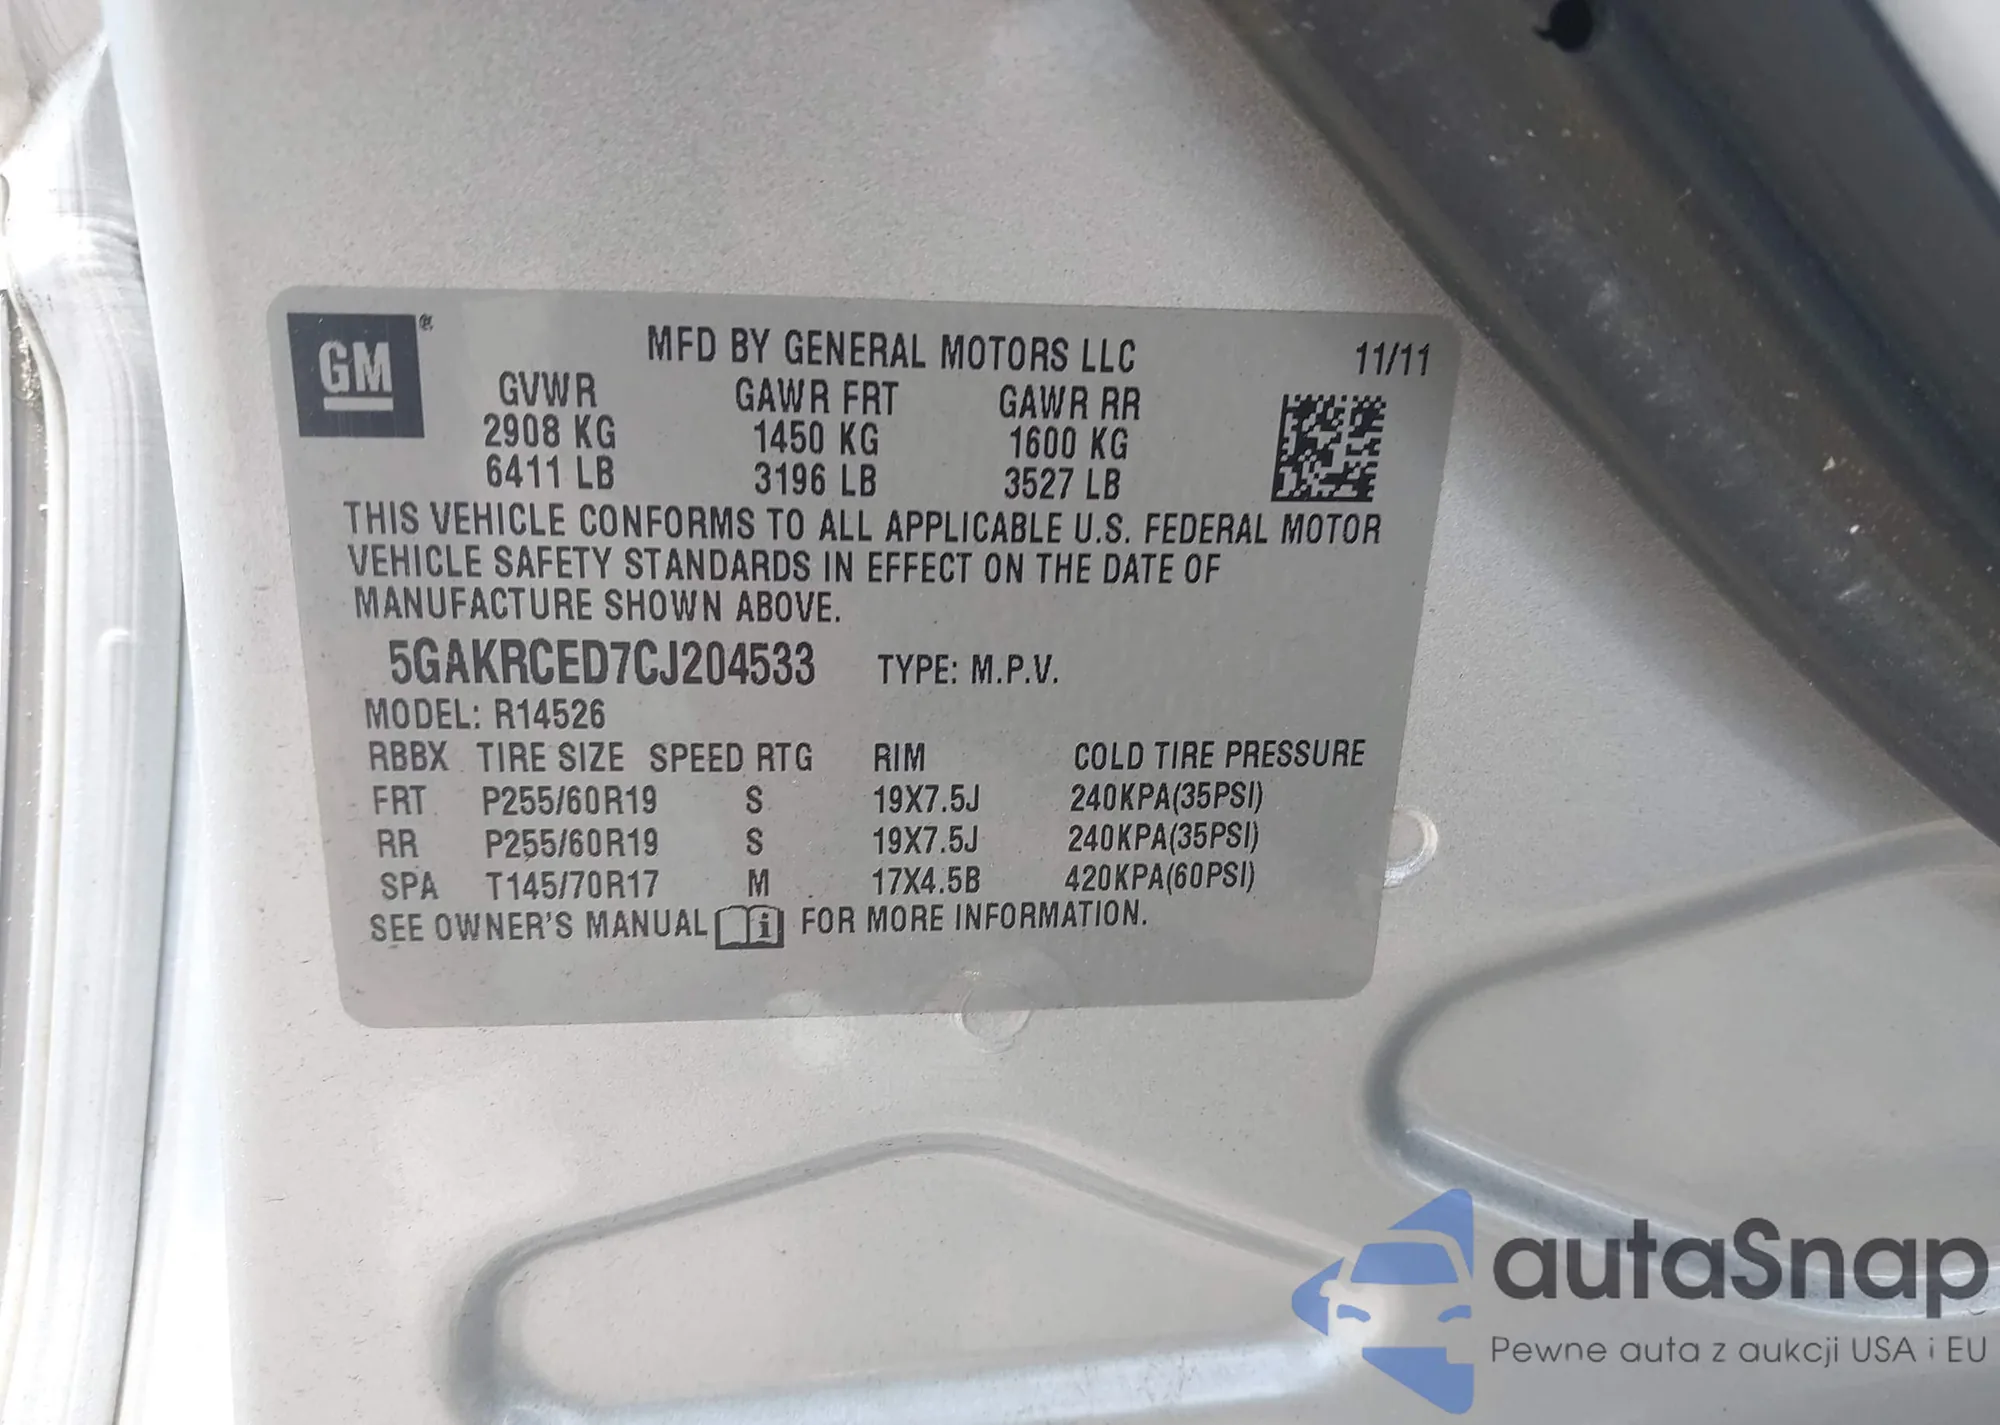 GM ®
MFD BY GENERAL MOTORS LLC 11/11
GVWR GAWR FRT GAWR RR
2908 KG 1450 KG 1600 KG
6411 LB 3196 LB 3527 LB
THIS VEHICLE CONFORMS TO ALL APPLICABLE U.S. FEDERAL MOTOR
VEHICLE SAFETY STANDARDS IN EFFECT ON THE DATE OF
MANUFACTURE SHOWN ABOVE.
5GAKRCED7CJ204533 TYPE: M.P.V.
MODEL: R14526
RBBX TIRE SIZE SPEED RTG RIM COLD TIRE PRESSURE
FRT P255/60R19 S 19X7.5J 240KPA(35PSI)
RR P255/60R19 S 19X7.5J 240KPA(35PSI)
SPA T145/70R17 M 17X4.5B 420KPA(60PSI)
SEE OWNER'S MANUAL i FOR MORE INFORMATION.
autaSnap
Pewne auta z aukcji USA i EU